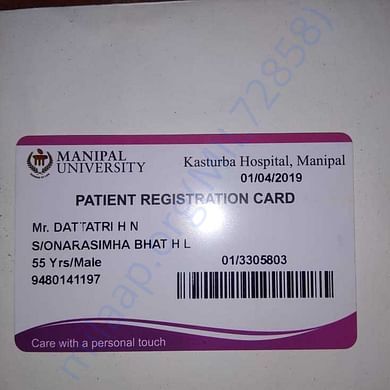 MANIPAL
UNIVERSITY
Kasturba Hospital, Manipal
01/04/2019
PATIENT REGISTRATION CARD
Mr. DATTATRI H N
S/ONARASIMHA BHAT H L
55 Yrs/Male
01/3305803
9480141197
Care with a personal touch